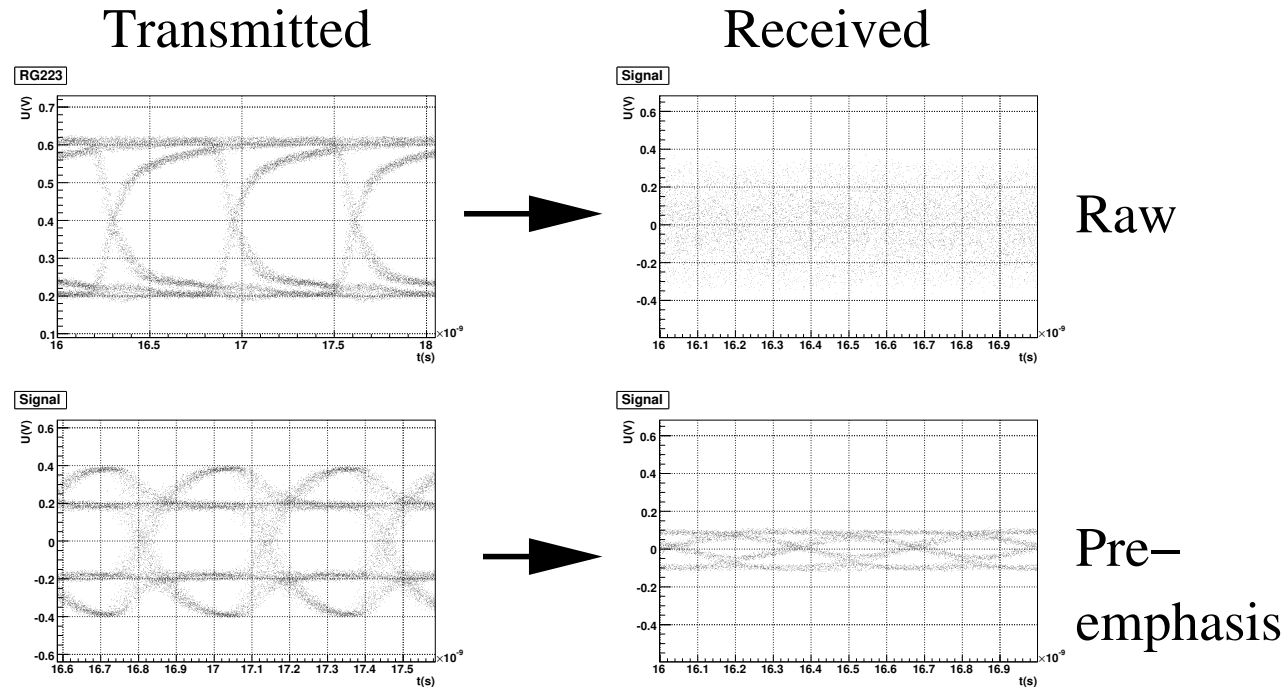 Transmitted
Received
RG223
U(V)
0.7
0.6
0.5
0.4
0.3
0.2
0.1
16 16.5 17 17.5 18
×10⁻⁹
t(s)
Signal
U(V)
0.6
0.4
0.2
0
-0.2
-0.4
16 16.1 16.2 16.3 16.4 16.5 16.6 16.7 16.8 16.9
×10⁻⁹
t(s)
Raw
Signal
U(V)
0.6
0.4
0.2
0
-0.2
-0.4
-0.6
16.6 16.7 16.8 16.9 17 17.1 17.2 17.3 17.4 17.5
×10⁻⁹
t(s)
Signal
U(V)
0.6
0.4
0.2
0
-0.2
-0.4
16 16.1 16.2 16.3 16.4 16.5 16.6 16.7 16.8 16.9
×10⁻⁹
t(s)
Pre–
emphasis